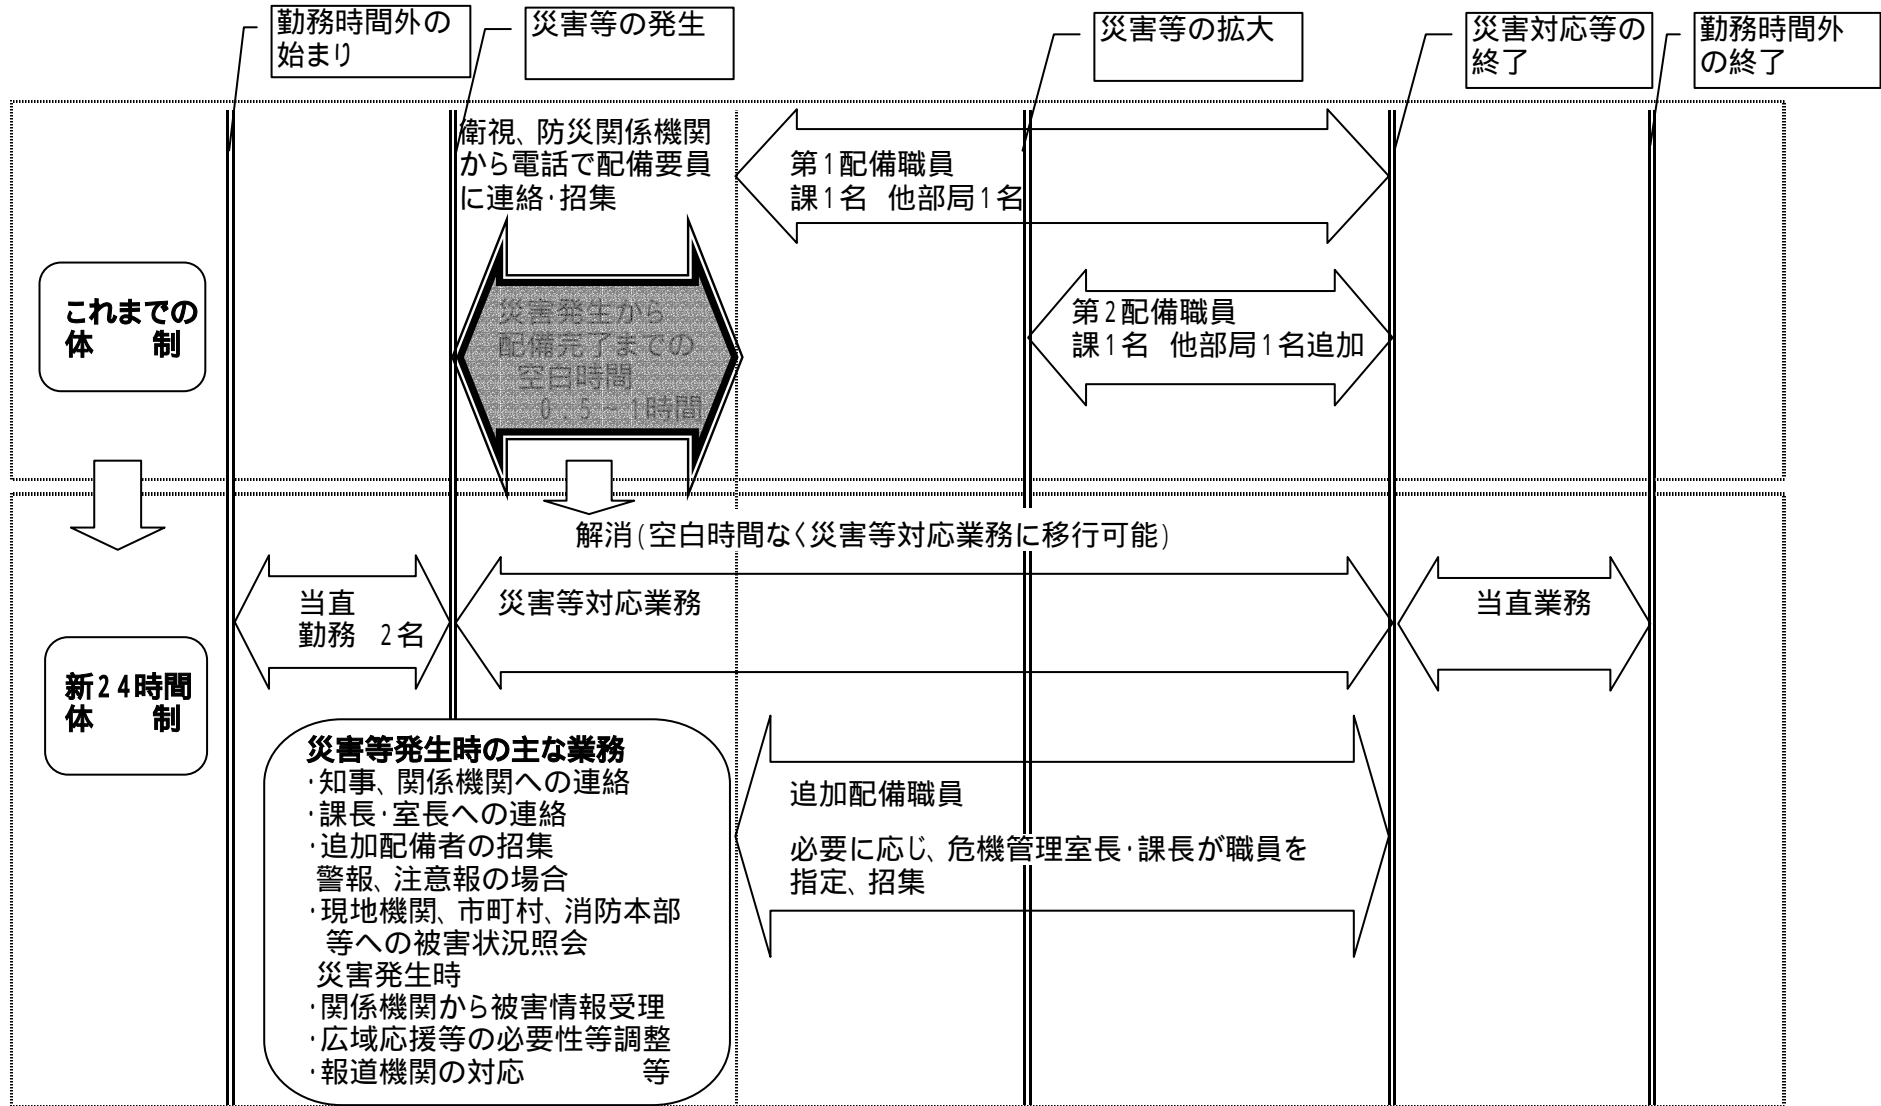 勤務時間外の
始まり
災害等の発生
災害等の拡大
災害対応等の
終了
勤務時間外
の終了
衛視、防災関係機関
から電話で配備要員
に連絡・招集
第1配備職員
課1名 他部局1名
これまでの
体 制
災害発生から
配備完了までの
空白時間
0.5~1時間
第2配備職員
課1名 他部局1名追加
解消(空白時間なく災害等対応業務に移行可能)
当直
勤務 2名
災害等対応業務
当直業務
新24時間
体 制
災害等発生時の主な業務
・知事、関係機関への連絡
・課長・室長への連絡
・追加配備者の招集
警報、注意報の場合
・現地機関、市町村、消防本部
等への被害状況照会
災害発生時
・関係機関から被害情報受理
・広域応援等の必要性等調整
・報道機関の対応 等
追加配備職員
必要に応じ、危機管理室長・課長が職員を
指定、招集